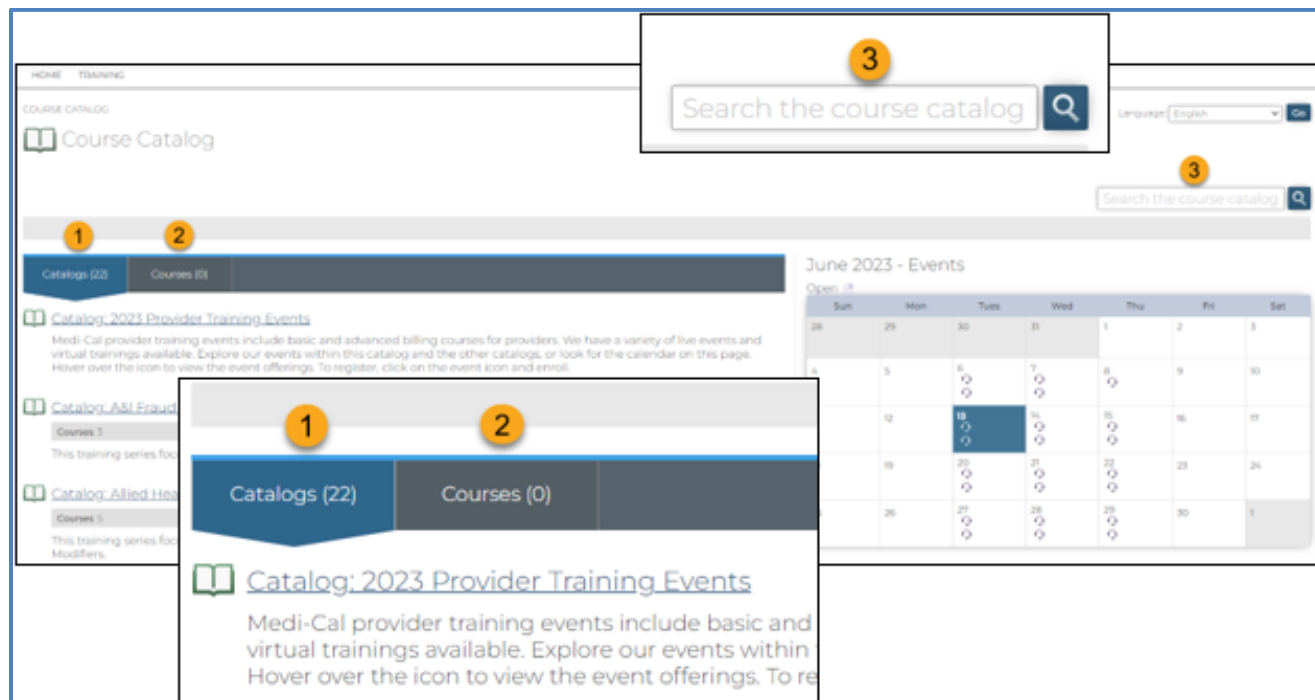 HOME TRAINING
COURSE CATALOG
Course Catalog
3
Search the course catalog
Language: English Go
3
Search the course catalog
1 2
Catalogs (22) Courses (0)
Catalog: 2023 Provider Training Events
Medi-Cal provider training events include basic and advanced billing courses for providers. We have a variety of live events and
virtual trainings available. Explore our events within this catalog and the other catalogs, or look for the calendar on this page.
Hover over the icon to view the event offerings. To register, click on the event icon and enroll.
Catalog: A&I Fraud
Courses 3
This training series foc
Catalog: Allied Hea
Courses 5
This training series foc
Modifiers.
June 2023 - Events
Open
Sun Mon Tues Wed Thu Fri Sat
28 29 30 31 1 2 3
4 5 6 7 8 9 10
12 13 14 15 16 17
19 20 21 22 23 24
26 27 28 29 30 1
1 2
Catalogs (22) Courses (0)
Catalog: 2023 Provider Training Events
Medi-Cal provider training events include basic and
virtual trainings available. Explore our events within
Hover over the icon to view the event offerings. To re